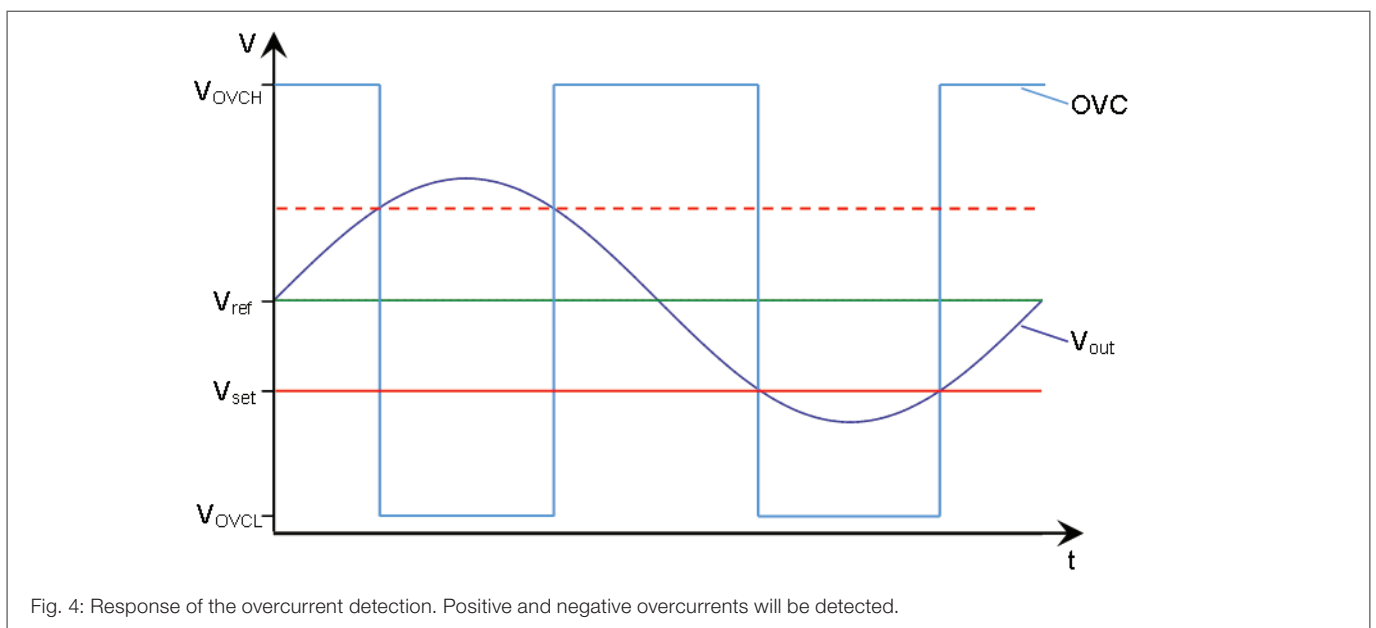 V
V_OVCH
OVC
V_ref
V_out
V_set
V_OVCL
t
Fig. 4: Response of the overcurrent detection. Positive and negative overcurrents will be detected.